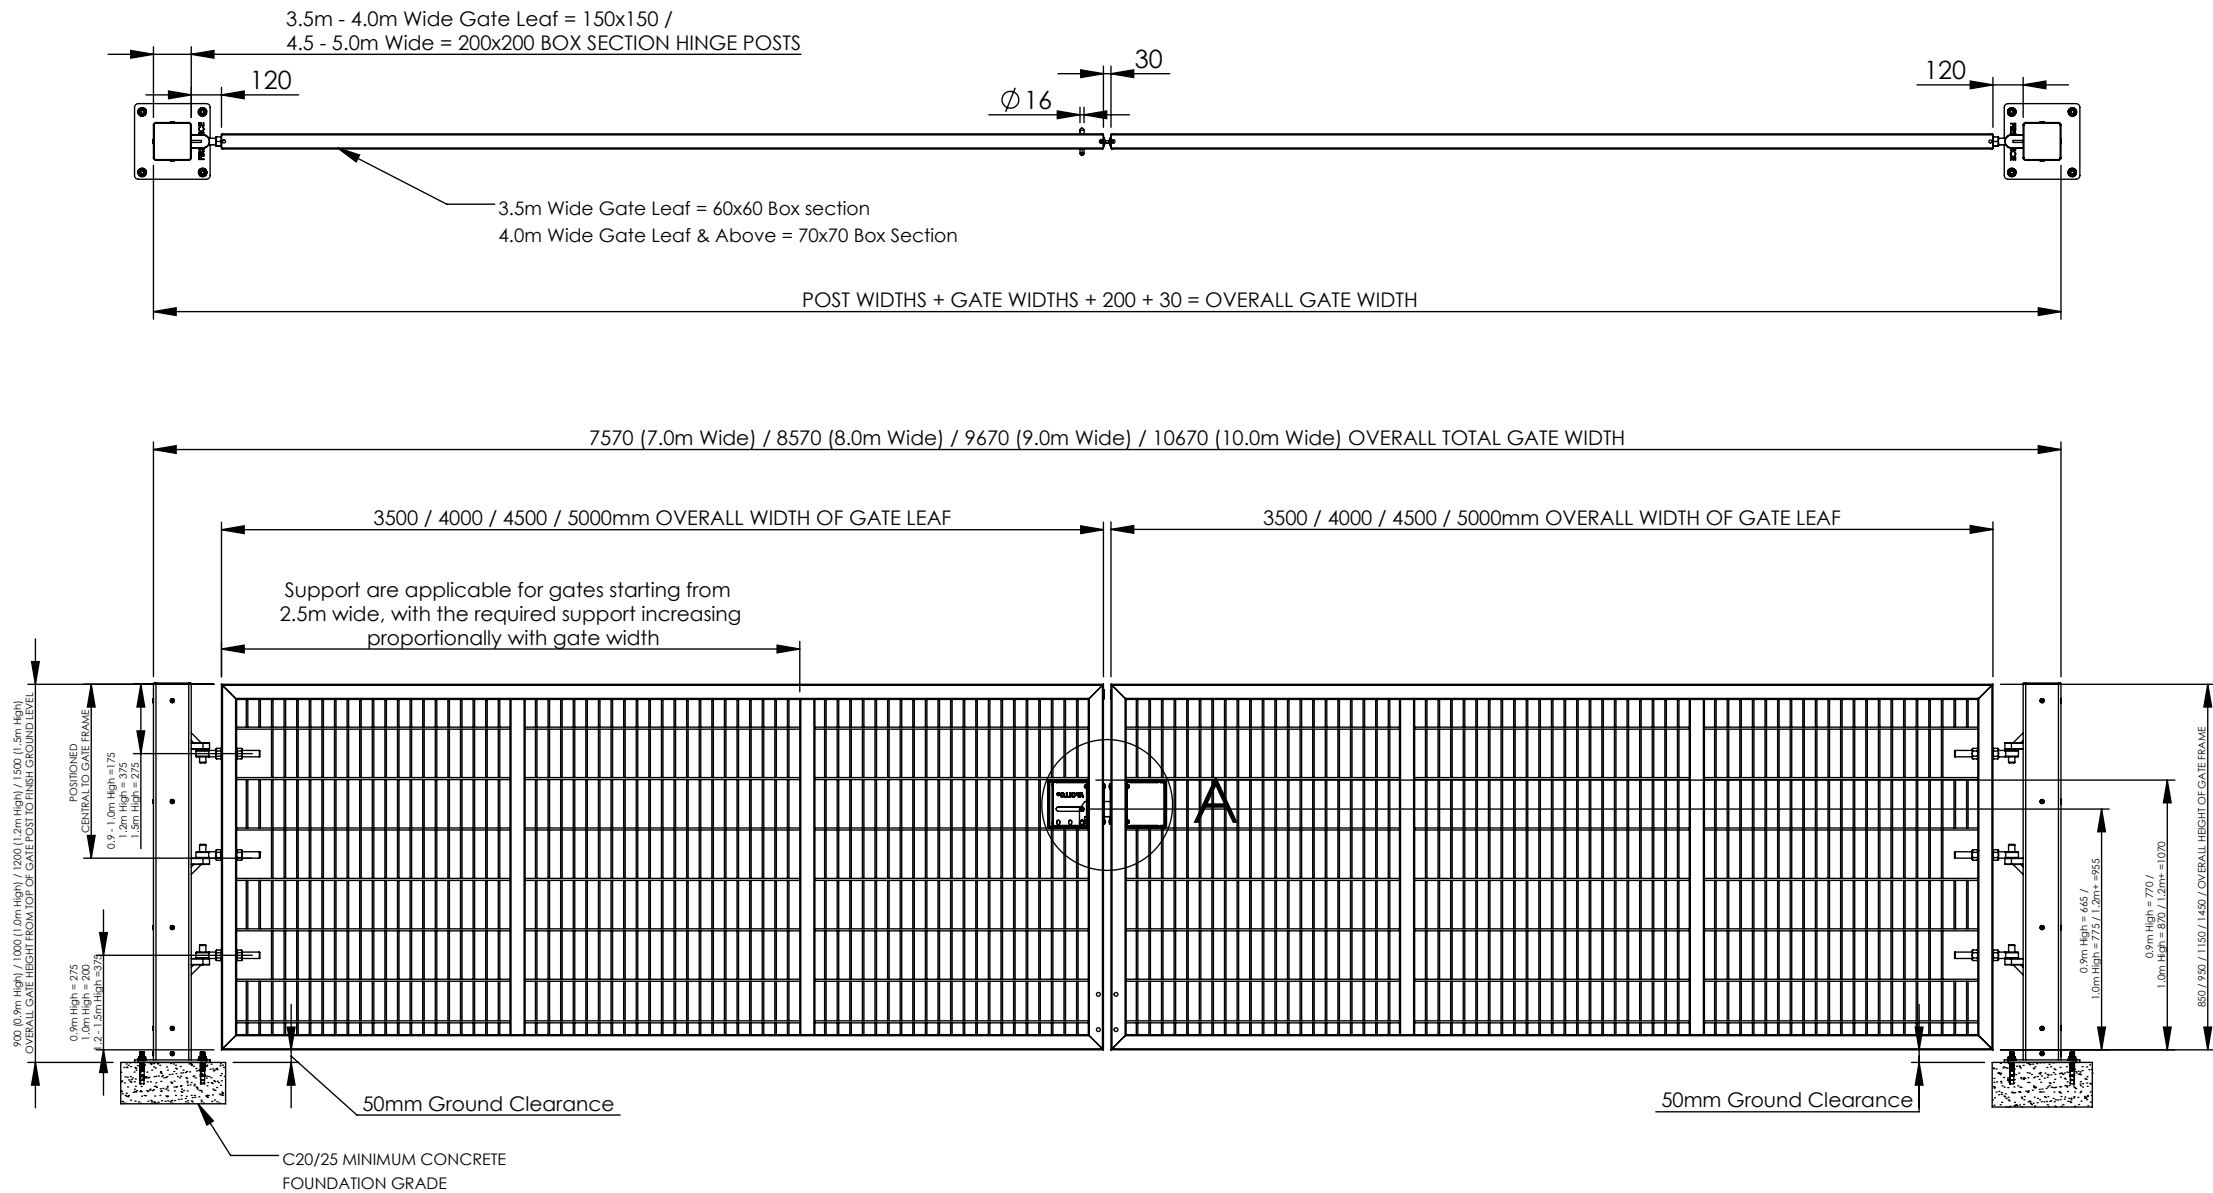 3.5m - 4.0m Wide Gate Leaf = 150x150 /
4.5 - 5.0m Wide = 200x200 BOX SECTION HINGE POSTS
120
30
120
Ø16
3.5m Wide Gate Leaf = 60x60 Box section
4.0m Wide Gate Leaf & Above = 70x70 Box Section
POST WIDTHS + GATE WIDTHS + 200 + 30 = OVERALL GATE WIDTH
7570 (7.0m Wide) / 8570 (8.0m Wide) / 9670 (9.0m Wide) / 10670 (10.0m Wide) OVERALL TOTAL GATE WIDTH
3500 / 4000 / 4500 / 5000mm OVERALL WIDTH OF GATE LEAF
3500 / 4000 / 4500 / 5000mm OVERALL WIDTH OF GATE LEAF
Support are applicable for gates starting from
2.5m wide, with the required support increasing
proportionally with gate width
900 (0.9m High) / 1000 (1.0m High) / 1200 (1.2m High) / 1500 (1.5m High)
OVERALL GATE HEIGHT FROM TOP OF GATE POST TO FINISH GROUND LEVEL
POSITIONED
CENTRAL TO GATE FRAME
0.9 - 1.0m High =175
1.2m High = 375
1.5m High = 275
0.9m High = 275
1.0m High = 200
1.2 - 1.5m High =375
A
0.9m High = 665 /
1.0m High = 775 / 1.2m+ =955
0.9m High = 770 /
1.0m High = 870 / 1.2m+ =1070
850 / 950 / 1150 / 1450 / OVERALL HEIGHT OF GATE FRAME
50mm Ground Clearance
50mm Ground Clearance
C20/25 MINIMUM CONCRETE
FOUNDATION GRADE